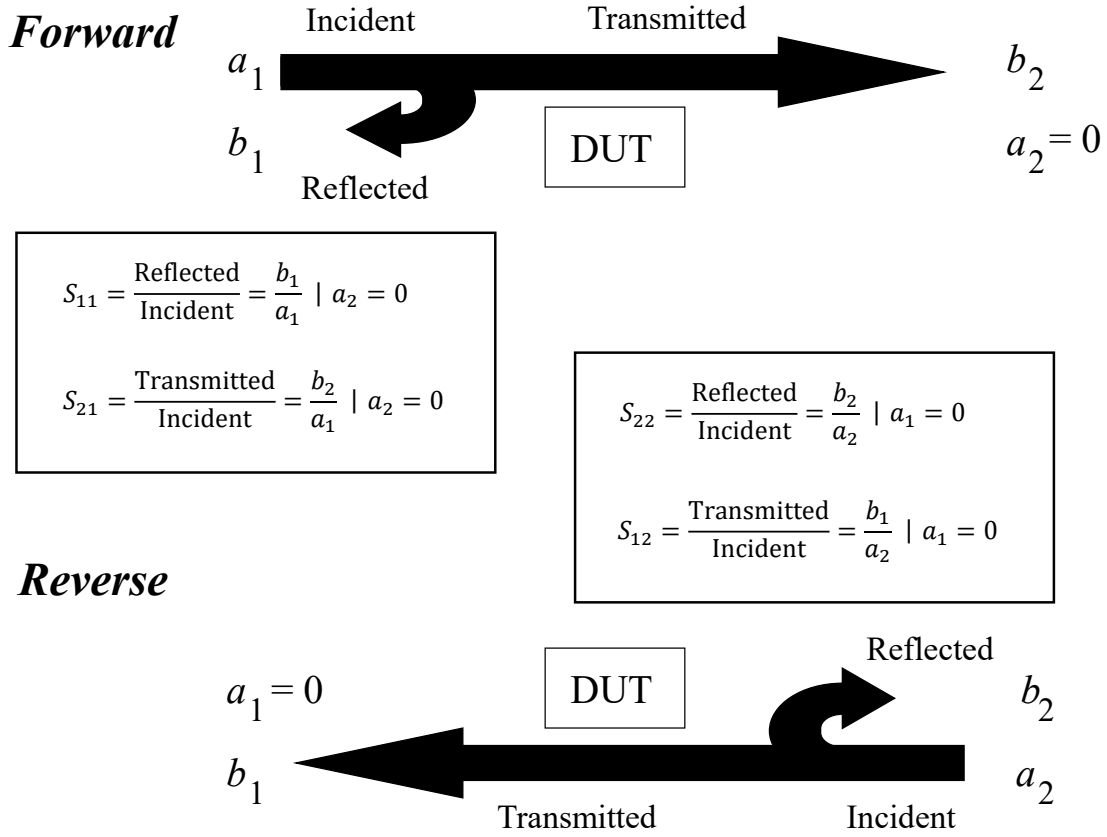 Forward
Incident Transmitted
a₁ b₂
b₁ DUT a₂ = 0
Reflected
S₁₁ = Reflected/Incident = b₁/a₁ | a₂ = 0
S₂₁ = Transmitted/Incident = b₂/a₁ | a₂ = 0
S₂₂ = Reflected/Incident = b₂/a₂ | a₁ = 0
S₁₂ = Transmitted/Incident = b₁/a₂ | a₁ = 0
Reverse
Reflected
a₁ = 0 DUT b₂
b₁ a₂
Transmitted Incident